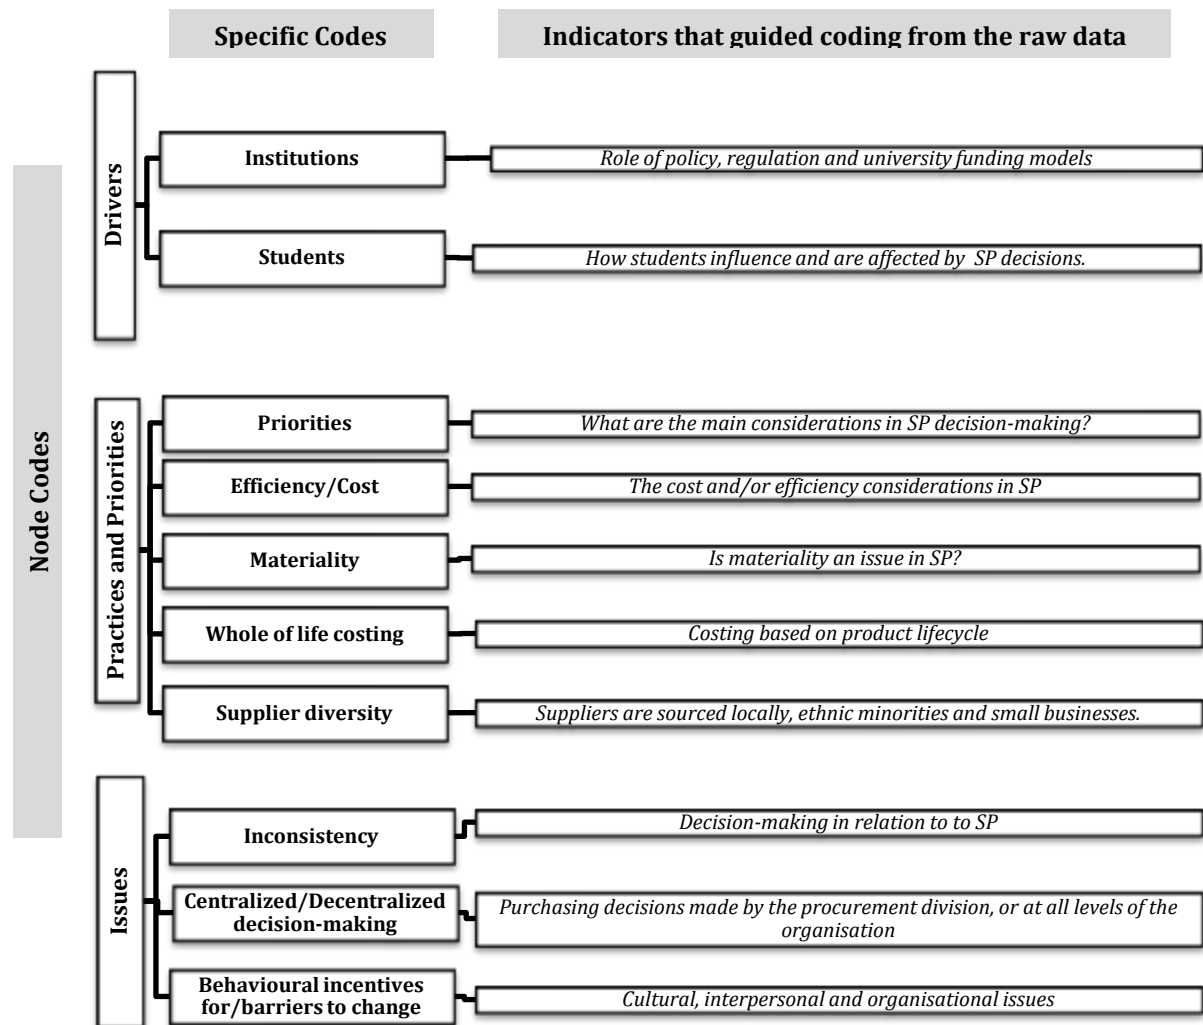 Specific Codes
Indicators that guided coding from the raw data
Node Codes
Drivers
Institutions
Role of policy, regulation and university funding models
Students
How students influence and are affected by SP decisions.
Practices and Priorities
Priorities
What are the main considerations in SP decision-making?
Efficiency/Cost
The cost and/or efficiency considerations in SP
Materiality
Is materiality an issue in SP?
Whole of life costing
Costing based on product lifecycle
Supplier diversity
Suppliers are sourced locally, ethnic minorities and small businesses.
Issues
Inconsistency
Decision-making in relation to to SP
Centralized/Decentralized
decision-making
Purchasing decisions made by the procurement division, or at all levels of the
organisation
Behavioural incentives
for/barriers to change
Cultural, interpersonal and organisational issues